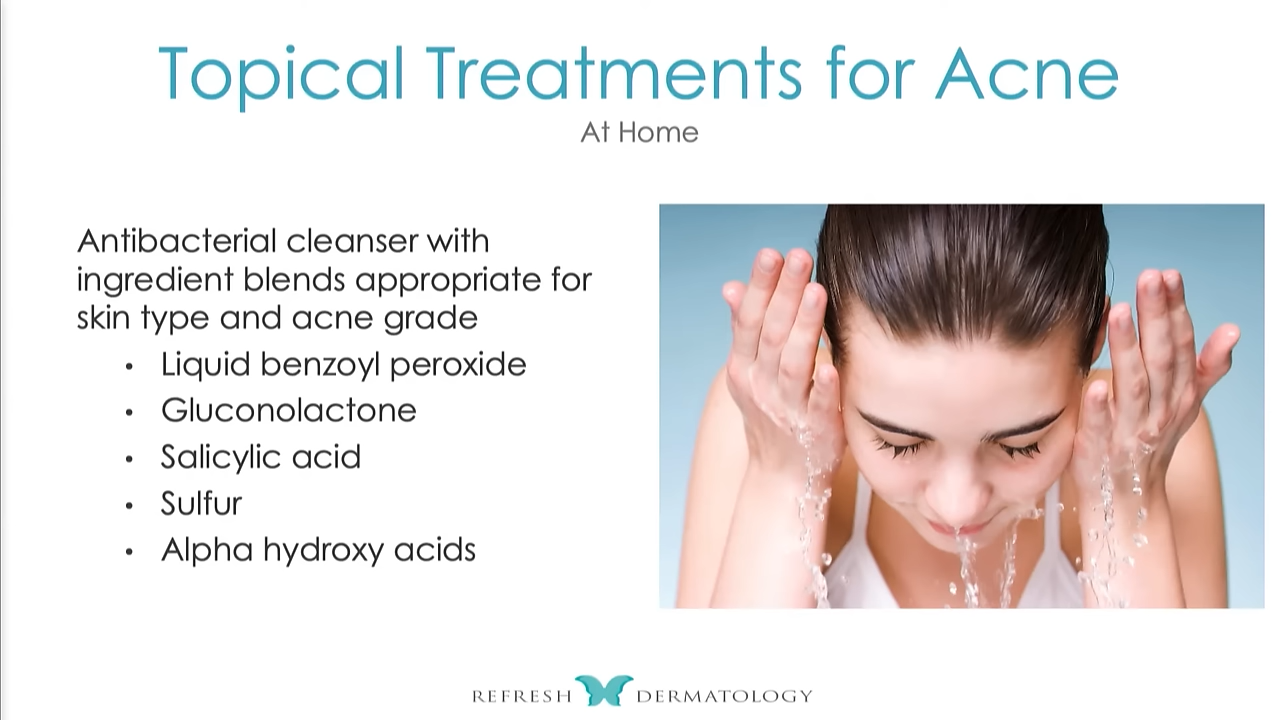 Topical Treatments for Acne
At Home
Antibacterial cleanser with
ingredient blends appropriate for
skin type and acne grade
• Liquid benzoyl peroxide
• Gluconolactone
• Salicylic acid
• Sulfur
• Alpha hydroxy acids
REFRESH DERMATOLOGY